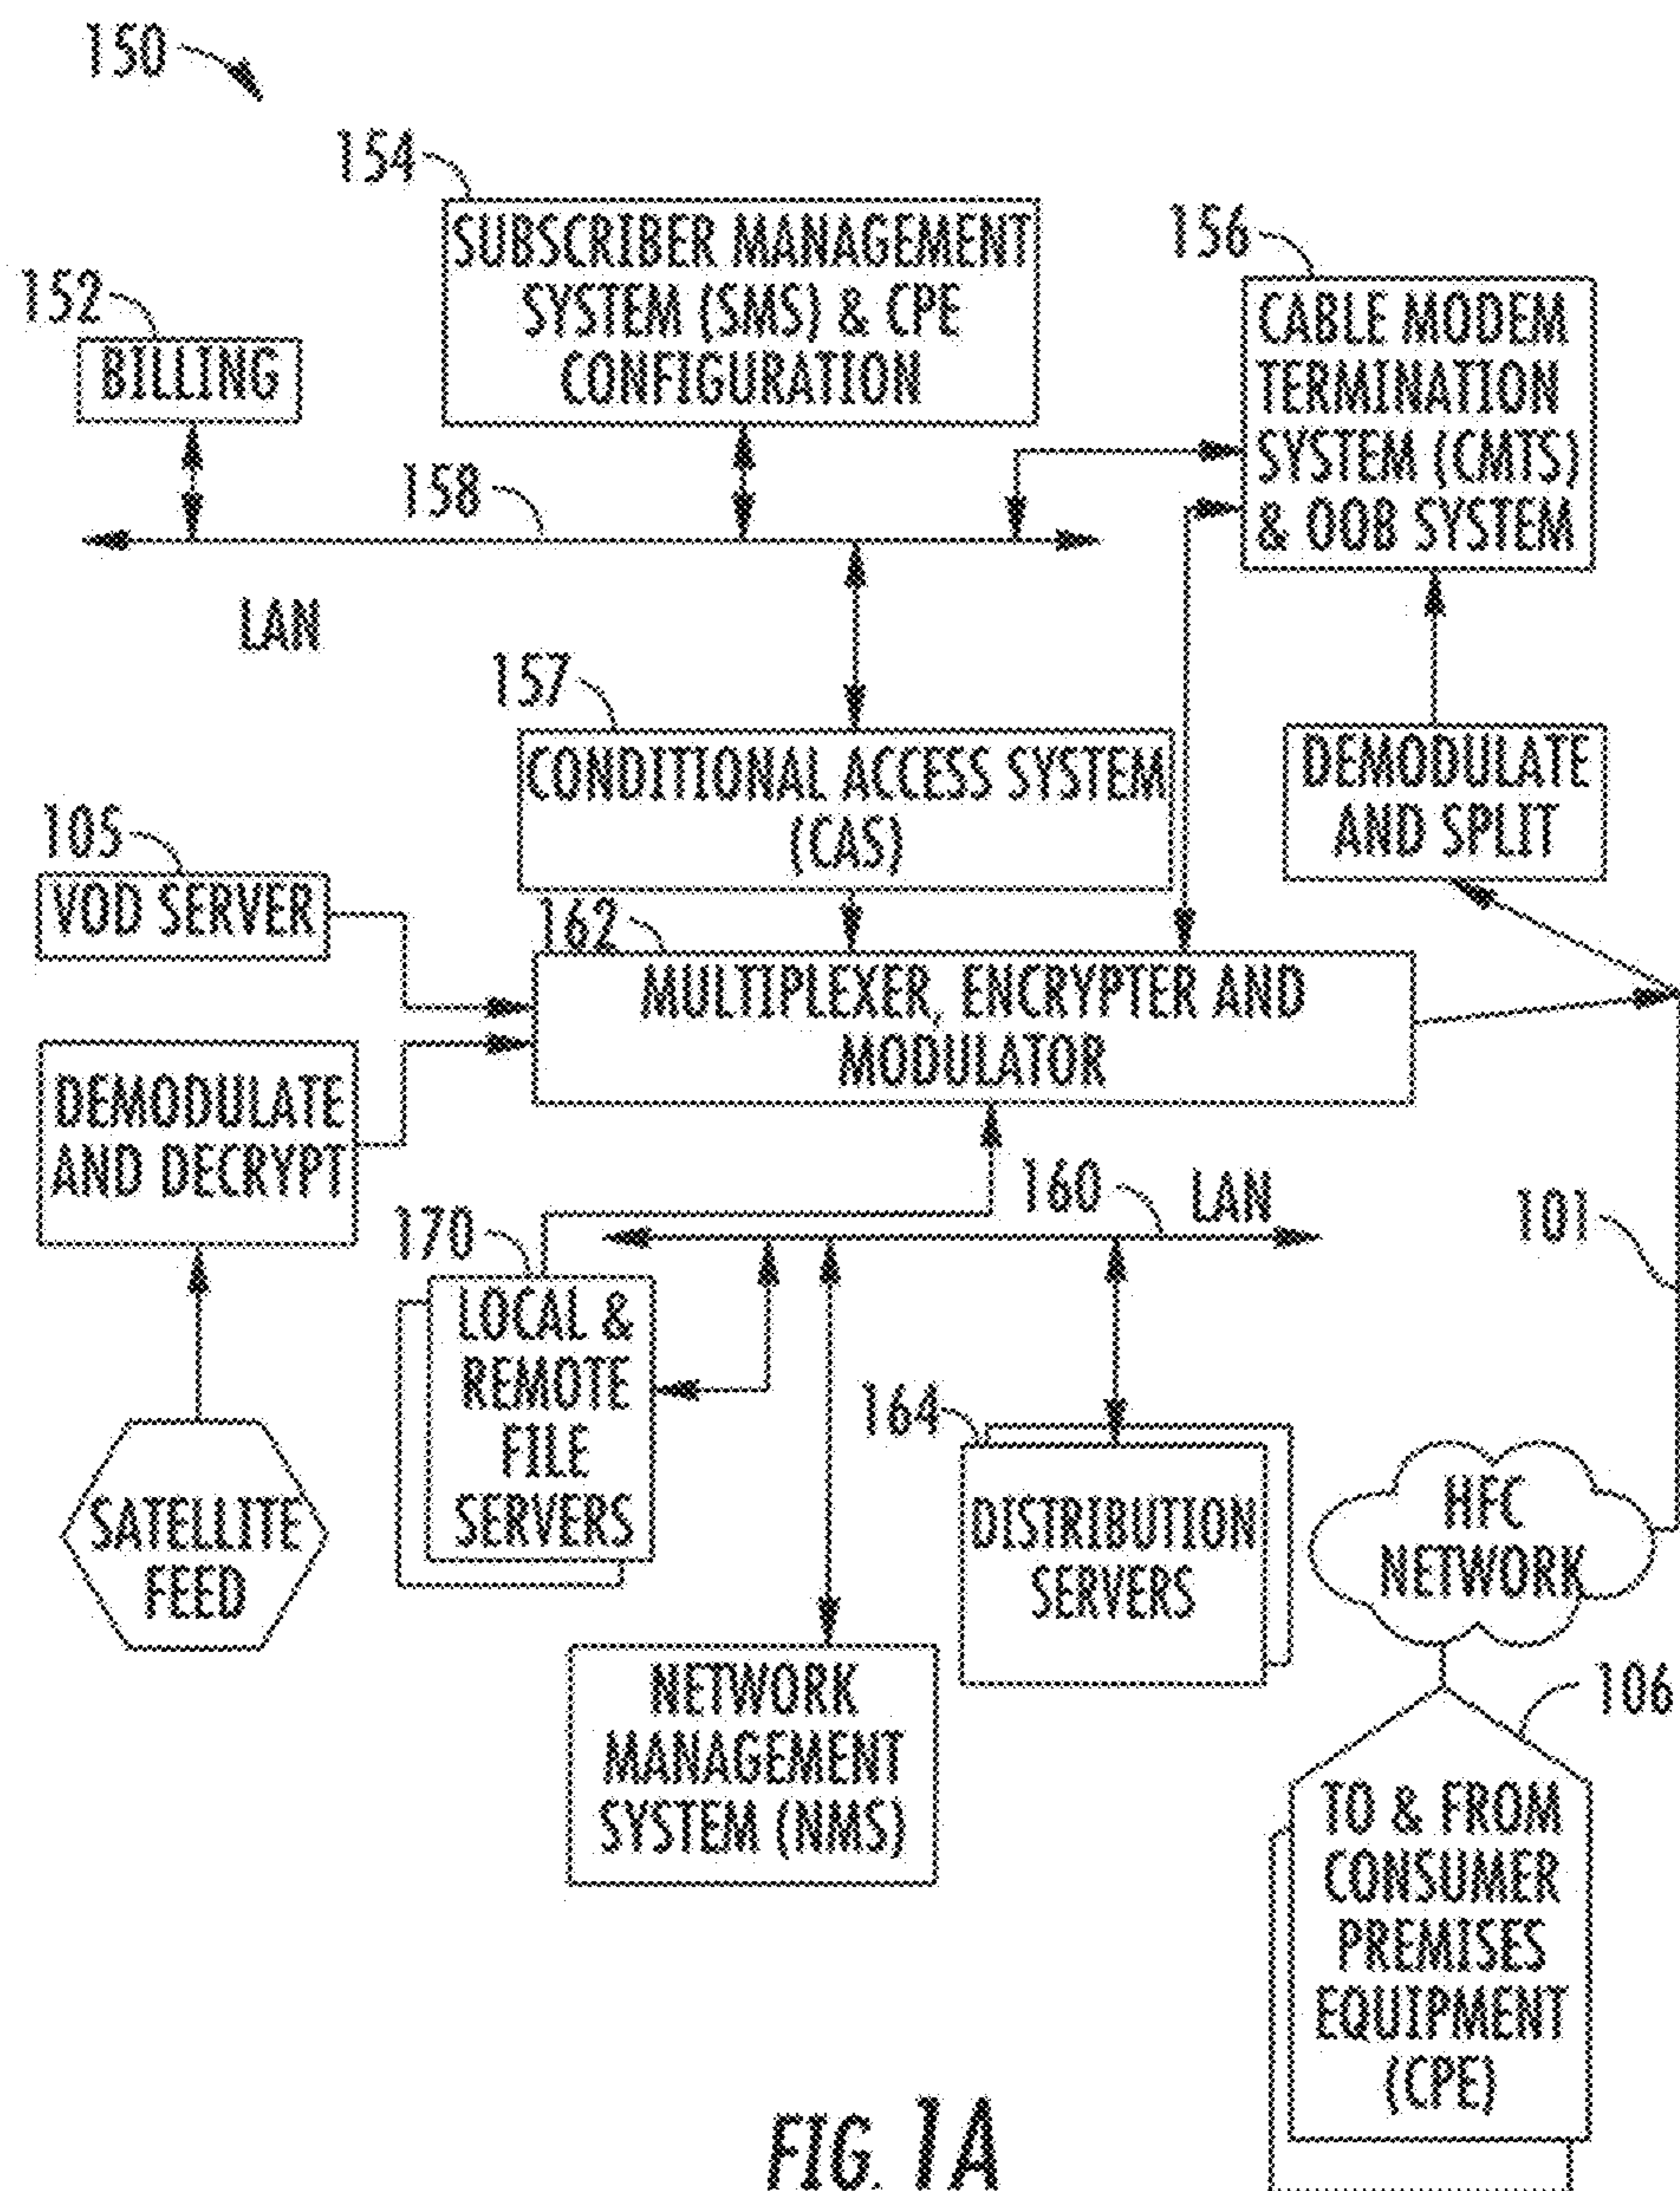 150
154
SUBSCRIBER MANAGEMENT
SYSTEM (SMS) & CPE
CONFIGURATION
156
CABLE MODEM
TERMINATION
SYSTEM (CMTS)
& OOB SYSTEM
152
BILLING
158
LAN
157
CONDITIONAL ACCESS SYSTEM
(CAS)
DEMODULATE
AND SPLIT
105
VOD SERVER
162
MULTIPLEXER, ENCRYPTER AND
MODULATOR
DEMODULATE
AND DECRYPT
160
LAN
101
170
LOCAL &
REMOTE
FILE
SERVERS
164
DISTRIBUTION
SERVERS
HFC
NETWORK
SATELLITE
FEED
NETWORK
MANAGEMENT
SYSTEM (NMS)
106
TO & FROM
CONSUMER
PREMISES
EQUIPMENT
(CPE)
FIG. 1A